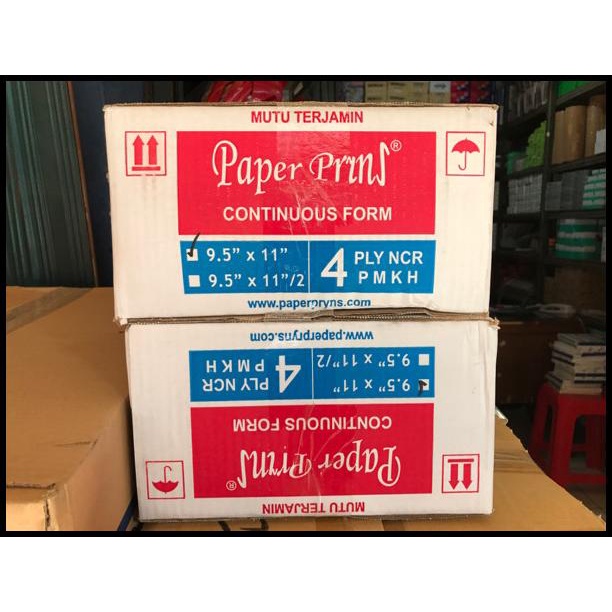 MUTU TERJAMIN
Paper Pryns®
CONTINUOUS FORM
9.5" x 11"
9.5" x 11"/2
4 PLY NCR
P M K H
www.paperpryns.com
www.paperpryns.com
9.5" x 11"/2
9.5" x 11"
4 PLY NCR
P M K H
CONTINUOUS FORM
Paper Pryns®
MUTU TERJAMIN